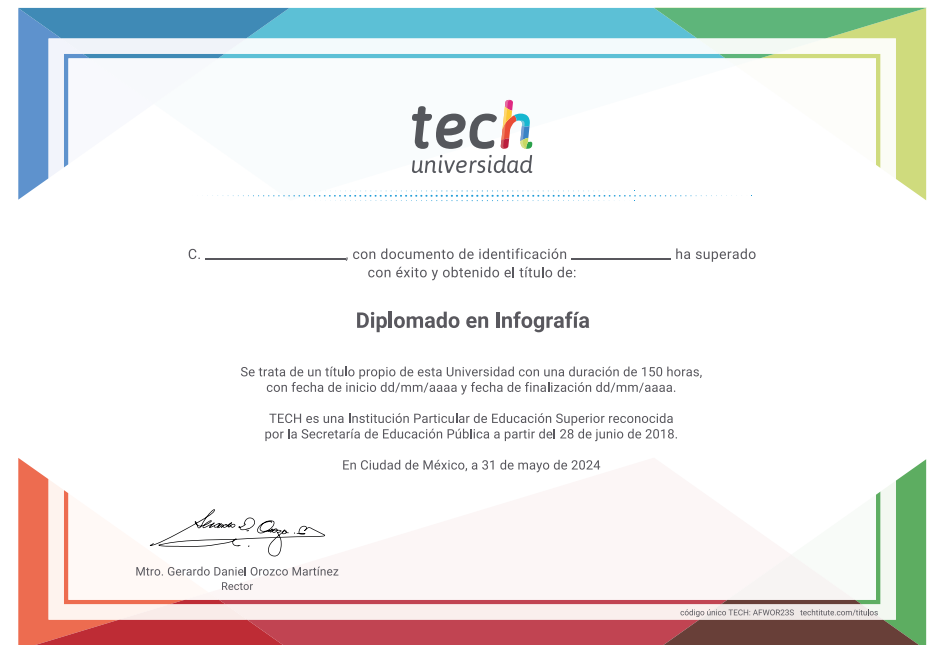 tech
universidad
C. ____________, con documento de identificación ____________ ha superado
con éxito y obtenido el título de:
Diplomado en Infografía
Se trata de un título propio de esta Universidad con una duración de 150 horas,
con fecha de inicio dd/mm/aaaa y fecha de finalización dd/mm/aaaa.
TECH es una Institución Particular de Educación Superior reconocida
por la Secretaría de Educación Pública a partir del 28 de junio de 2018.
En Ciudad de México, a 31 de mayo de 2024
Mtro. Gerardo Daniel Orozco Martínez
Rector
código único TECH: AFWOR23S techtitute.com/titulos